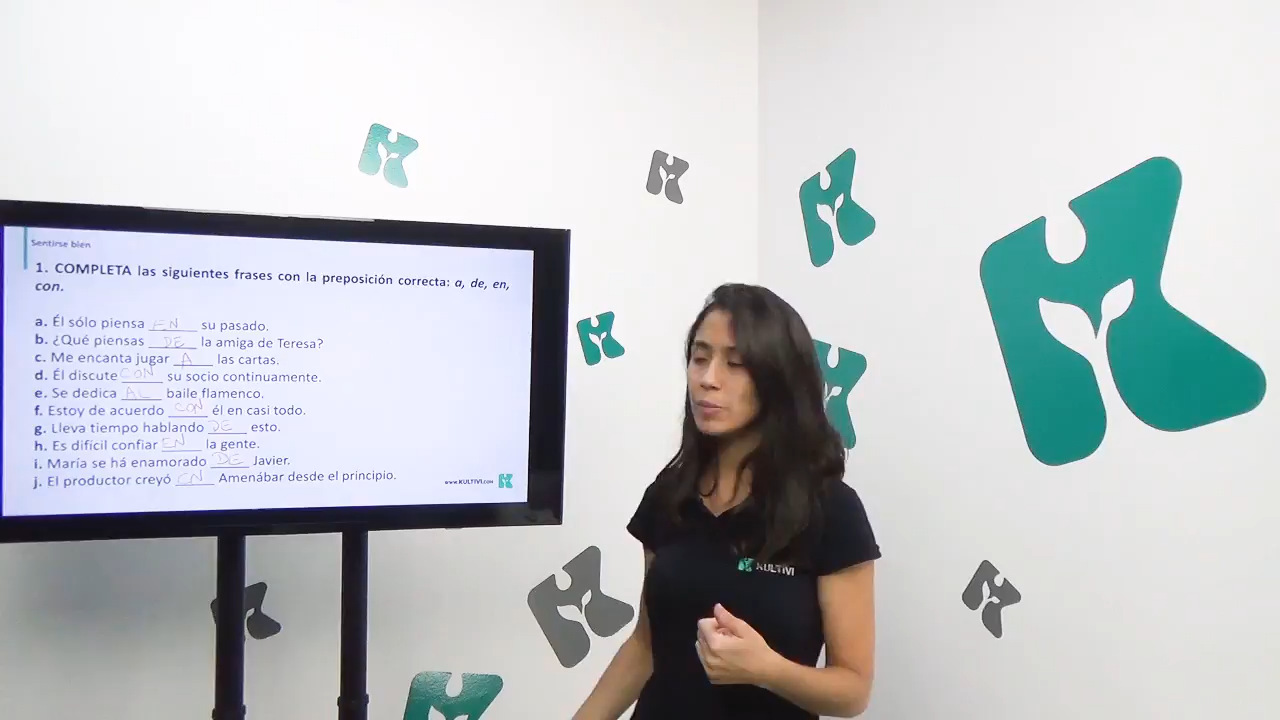 Sentirse bien
1. COMPLETA las siguientes frases con la preposición correcta: a, de, en,
con.
a. Él sólo piensa EN su pasado.
b. ¿Qué piensas DE la amiga de Teresa?
c. Me encanta jugar A las cartas.
d. Él discute CON su socio continuamente.
e. Se dedica AL baile flamenco.
f. Estoy de acuerdo CON él en casi todo.
g. Lleva tiempo hablando DE esto.
h. Es difícil confiar EN la gente.
i. María se há enamorado DE Javier.
j. El productor creyó EN Amenábar desde el principio.
www.KULTIVI.COM
KULTIVI